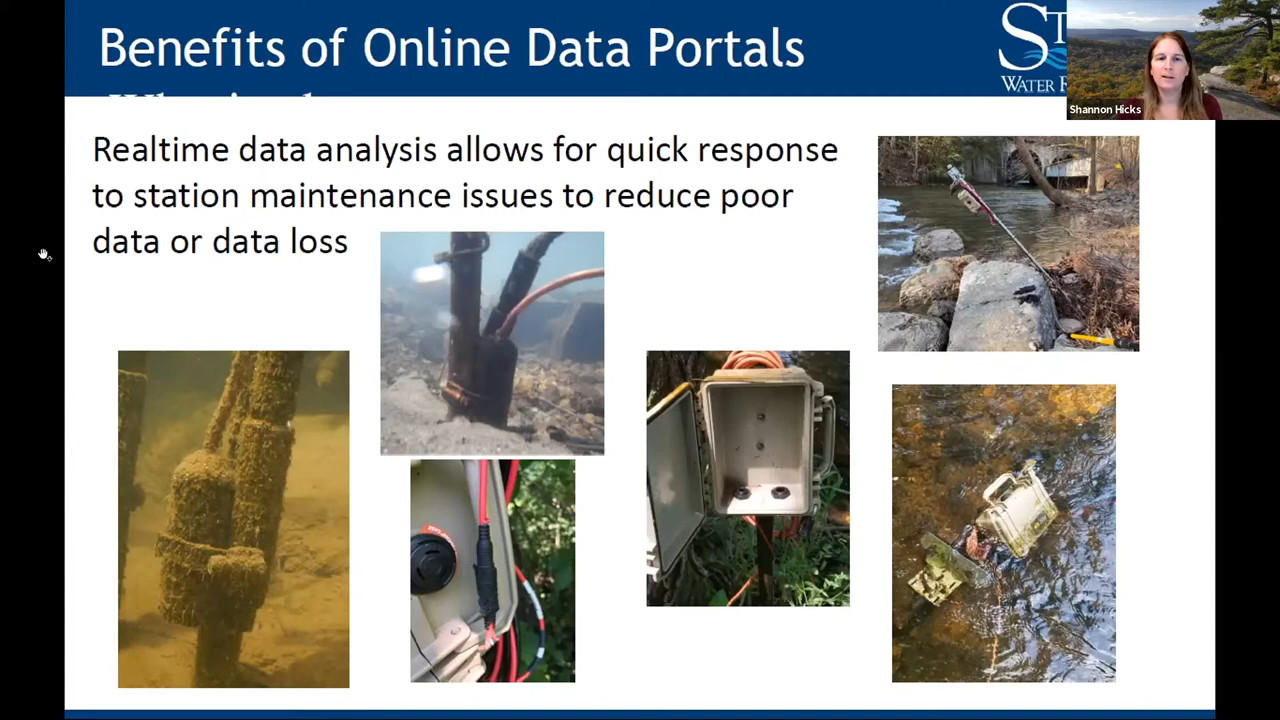 Benefits of Online Data Portals
Shannon Hicks
Realtime data analysis allows for quick response
to station maintenance issues to reduce poor
data or data loss